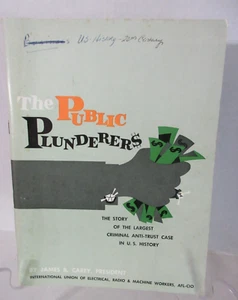 The PUBLIC
PLUNDERERS
THE STORY
OF THE LARGEST
CRIMINAL ANTI-TRUST CASE
IN U.S. HISTORY
BY JAMES B. CAREY, PRESIDENT
INTERNATIONAL UNION OF ELECTRICAL, RADIO & MACHINE WORKERS, AFL-CIO